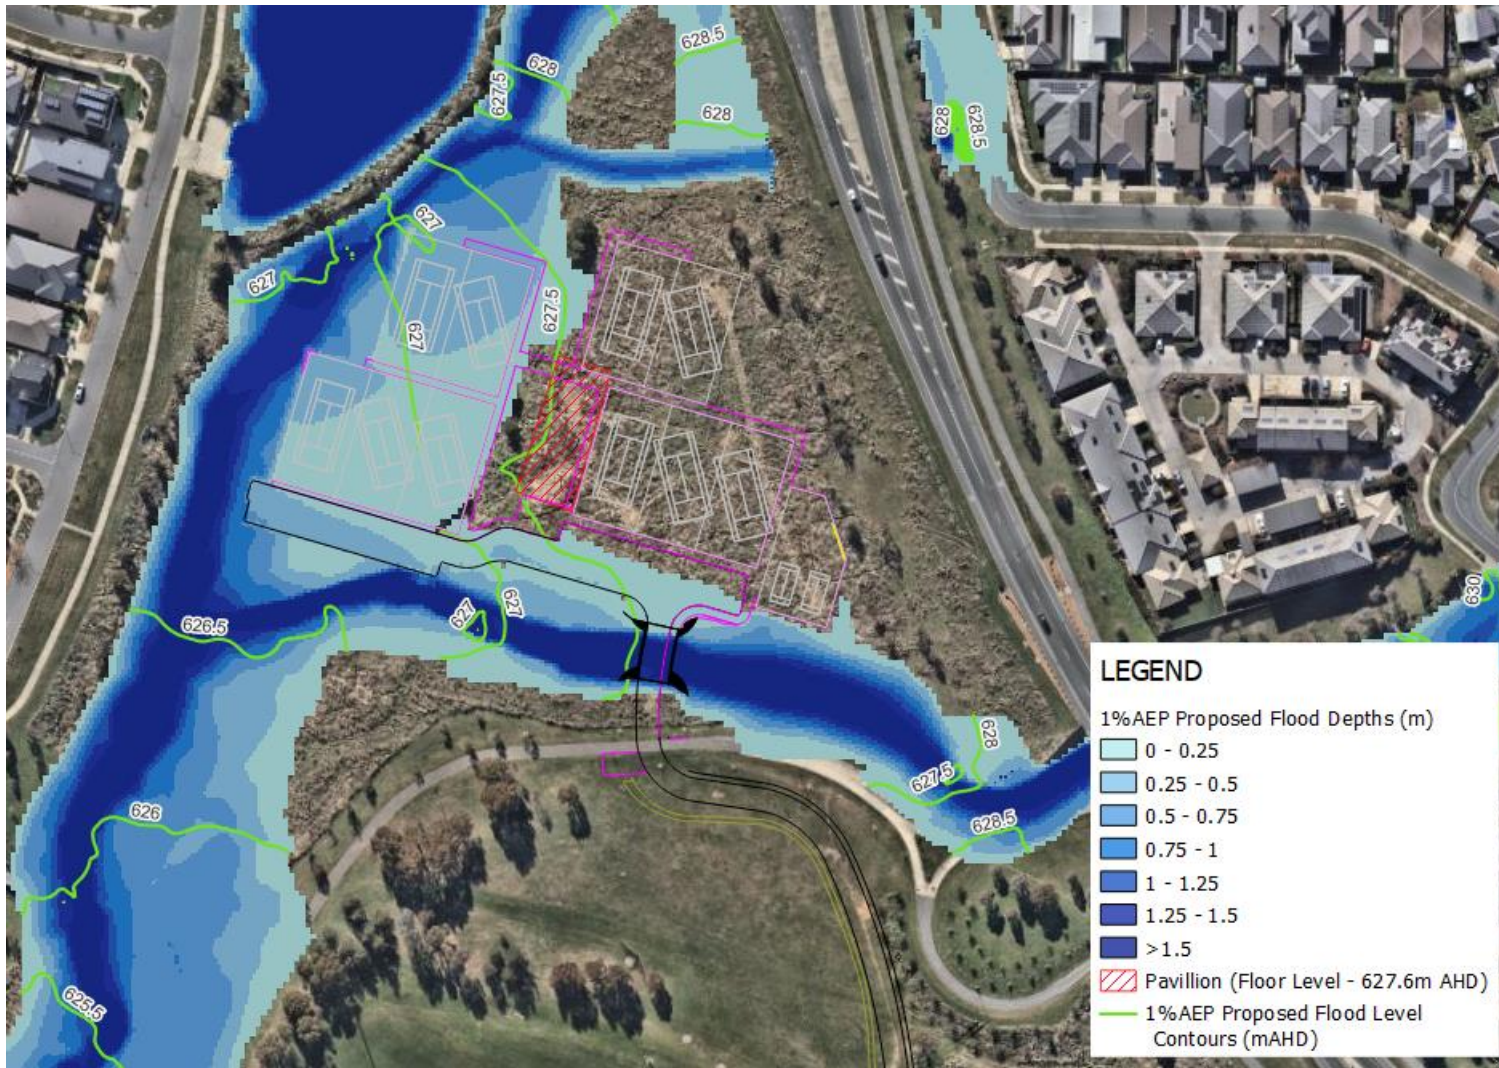 628.5
628
627.5
628
628
628.5
627
627
627
627.5
626.5
627
627
630
628
627.5
628.5
626
625.5
LEGEND
1%AEP Proposed Flood Depths (m)
0 - 0.25
0.25 - 0.5
0.5 - 0.75
0.75 - 1
1 - 1.25
1.25 - 1.5
>1.5
Pavillion (Floor Level - 627.6m AHD)
1%AEP Proposed Flood Level
Contours (mAHD)